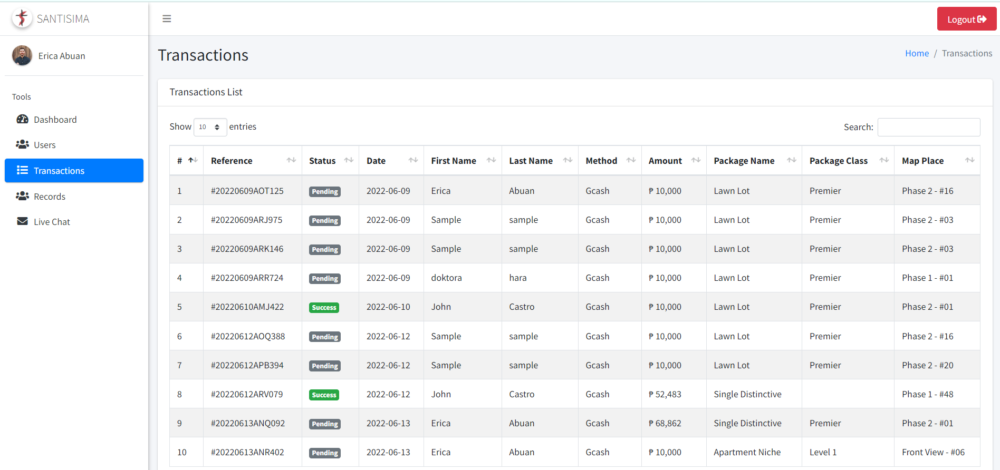 SANTISIMA
Logout
Erica Abuan
Transactions
Home / Transactions
Tools
Dashboard
Users
Transactions
Records
Live Chat
Transactions List
Show 10 entries
Search:
# Reference Status Date First Name Last Name Method Amount Package Name Package Class Map Place
1 #20220609AOT125 Pending 2022-06-09 Erica Abuan Gcash ₱ 10,000 Lawn Lot Premier Phase 2 - #16
2 #20220609ARJ975 Pending 2022-06-09 Sample sample Gcash ₱ 10,000 Lawn Lot Premier Phase 2 - #03
3 #20220609ARK146 Pending 2022-06-09 Sample sample Gcash ₱ 10,000 Lawn Lot Premier Phase 2 - #03
4 #20220609ARR724 Pending 2022-06-09 doktora hara Gcash ₱ 10,000 Lawn Lot Premier Phase 1 - #01
5 #20220610AMJ422 Success 2022-06-10 John Castro Gcash ₱ 10,000 Lawn Lot Premier Phase 2 - #01
6 #20220612AOQ388 Pending 2022-06-12 Sample sample Gcash ₱ 10,000 Lawn Lot Premier Phase 2 - #16
7 #20220612APB394 Pending 2022-06-12 Sample sample Gcash ₱ 10,000 Lawn Lot Premier Phase 2 - #20
8 #20220612ARV079 Success 2022-06-12 John Castro Gcash ₱ 52,483 Single Distinctive Phase 1 - #48
9 #20220613ANQ092 Pending 2022-06-13 Erica Abuan Gcash ₱ 68,862 Single Distinctive Premier Phase 2 - #01
10 #20220613ANR402 Pending 2022-06-13 Erica Abuan Gcash ₱ 10,000 Apartment Niche Level 1 Front View - #06